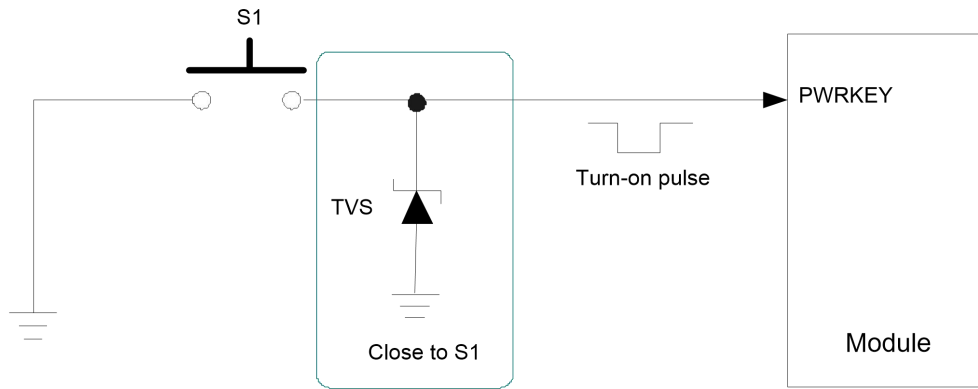 S1
PWRKEY
Turn-on pulse
TVS
Close to S1
Module